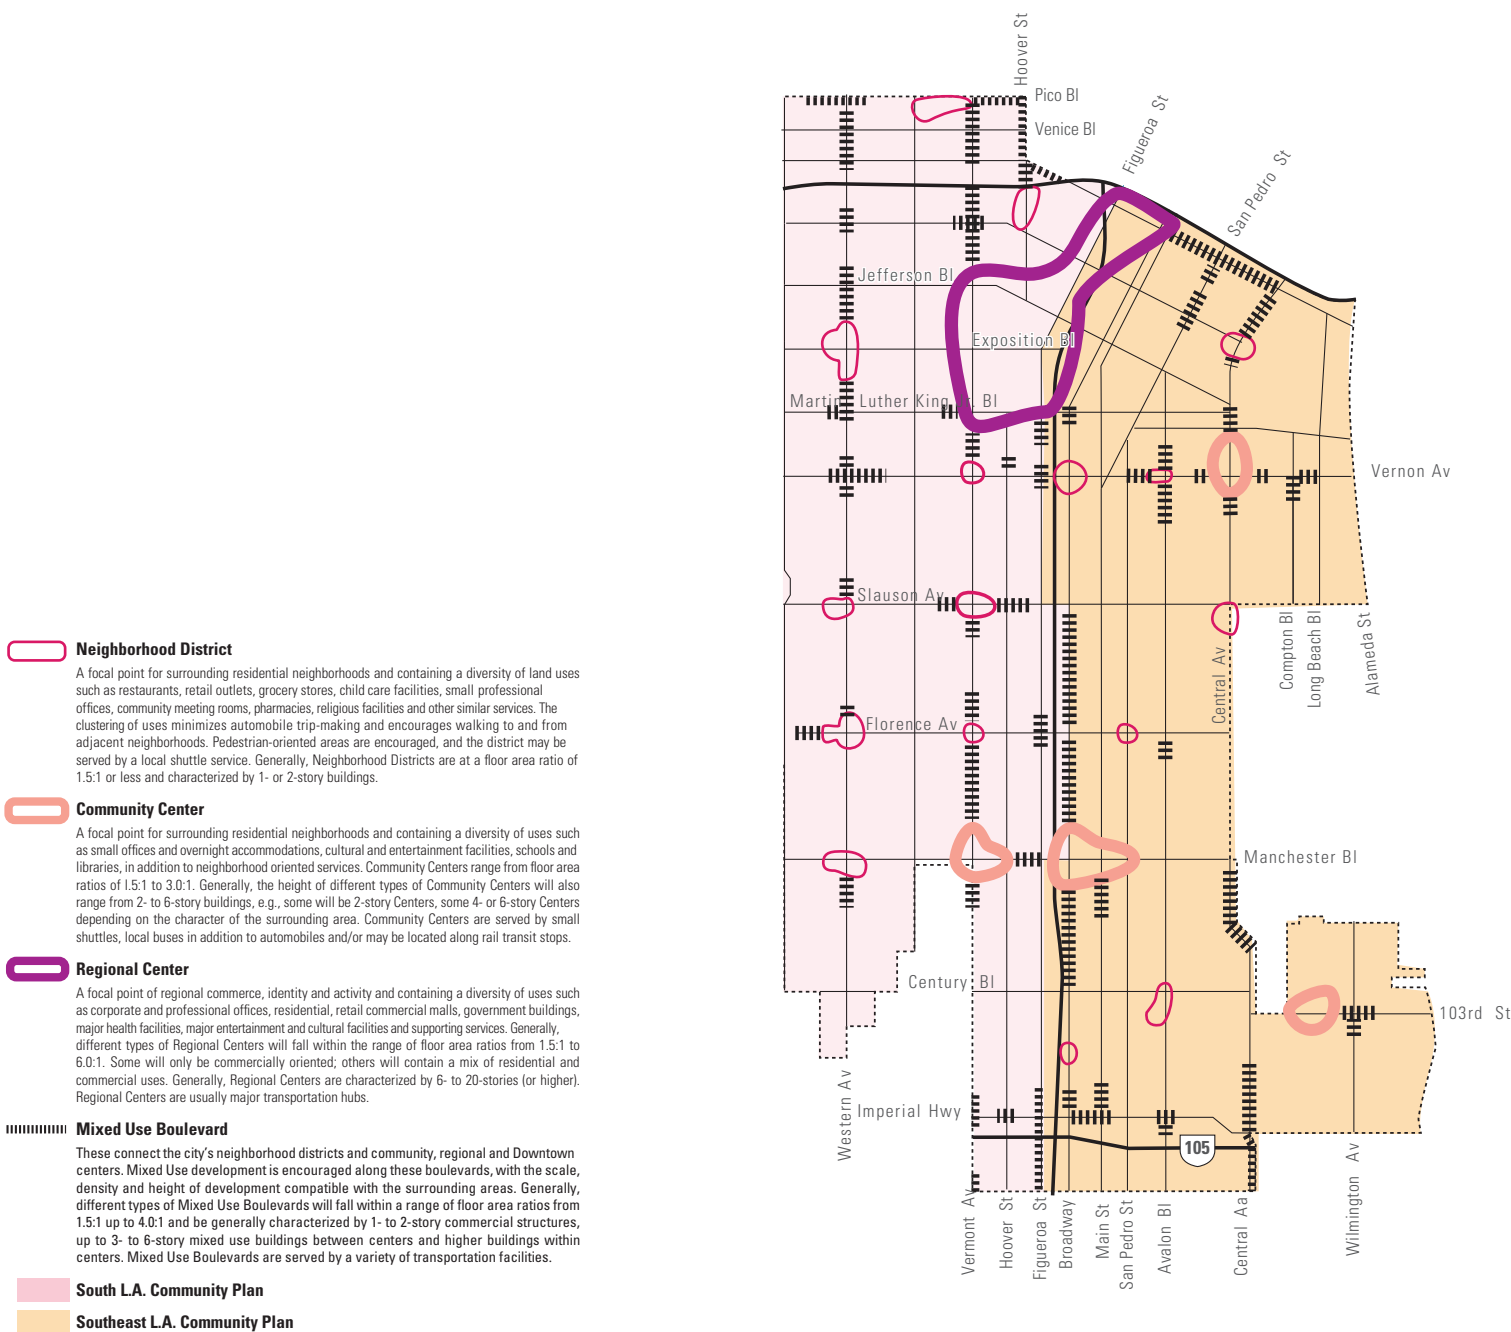 Hoover St
Pico Bl
Venice Bl
Figueroa St
San Pedro St
Jefferson Bl
Exposition Bl
Martin Luther King Jr. Bl
Vernon Av
Slauson Av
Central Av
Compton Bl
Long Beach Bl
Alameda St
Florence Av
Manchester Bl
Century Bl
103rd St
Western Av
Imperial Hwy
105
Vermont Av
Hoover St
Figueroa St
Broadway
Main St
San Pedro St
Avalon Bl
Central Aa
Wilmington Av
Neighborhood District
A focal point for surrounding residential neighborhoods and containing a diversity of land uses
such as restaurants, retail outlets, grocery stores, child care facilities, small professional
offices, community meeting rooms, pharmacies, religious facilities and other similar services. The
clustering of uses minimizes automobile trip-making and encourages walking to and from
adjacent neighborhoods. Pedestrian-oriented areas are encouraged, and the district may be
served by a local shuttle service. Generally, Neighborhood Districts are at a floor area ratio of
1.5:1 or less and characterized by 1- or 2-story buildings.
Community Center
A focal point for surrounding residential neighborhoods and containing a diversity of uses such
as small offices and overnight accommodations, cultural and entertainment facilities, schools and
libraries, in addition to neighborhood oriented services. Community Centers range from floor area
ratios of l.5:1 to 3.0:1. Generally, the height of different types of Community Centers will also
range from 2- to 6-story buildings, e.g., some will be 2-story Centers, some 4- or 6-story Centers
depending on the character of the surrounding area. Community Centers are served by small
shuttles, local buses in addition to automobiles and/or may be located along rail transit stops.
Regional Center
A focal point of regional commerce, identity and activity and containing a diversity of uses such
as corporate and professional offices, residential, retail commercial malls, government buildings,
major health facilities, major entertainment and cultural facilities and supporting services. Generally,
different types of Regional Centers will fall within the range of floor area ratios from 1.5:1 to
6.0:1. Some will only be commercially oriented; others will contain a mix of residential and
commercial uses. Generally, Regional Centers are characterized by 6- to 20-stories (or higher).
Regional Centers are usually major transportation hubs.
Mixed Use Boulevard
These connect the city's neighborhood districts and community, regional and Downtown
centers. Mixed Use development is encouraged along these boulevards, with the scale,
density and height of development compatible with the surrounding areas. Generally,
different types of Mixed Use Boulevards will fall within a range of floor area ratios from
1.5:1 up to 4.0:1 and be generally characterized by 1- to 2-story commercial structures,
up to 3- to 6-story mixed use buildings between centers and higher buildings within
centers. Mixed Use Boulevards are served by a variety of transportation facilities.
South L.A. Community Plan
Southeast L.A. Community Plan